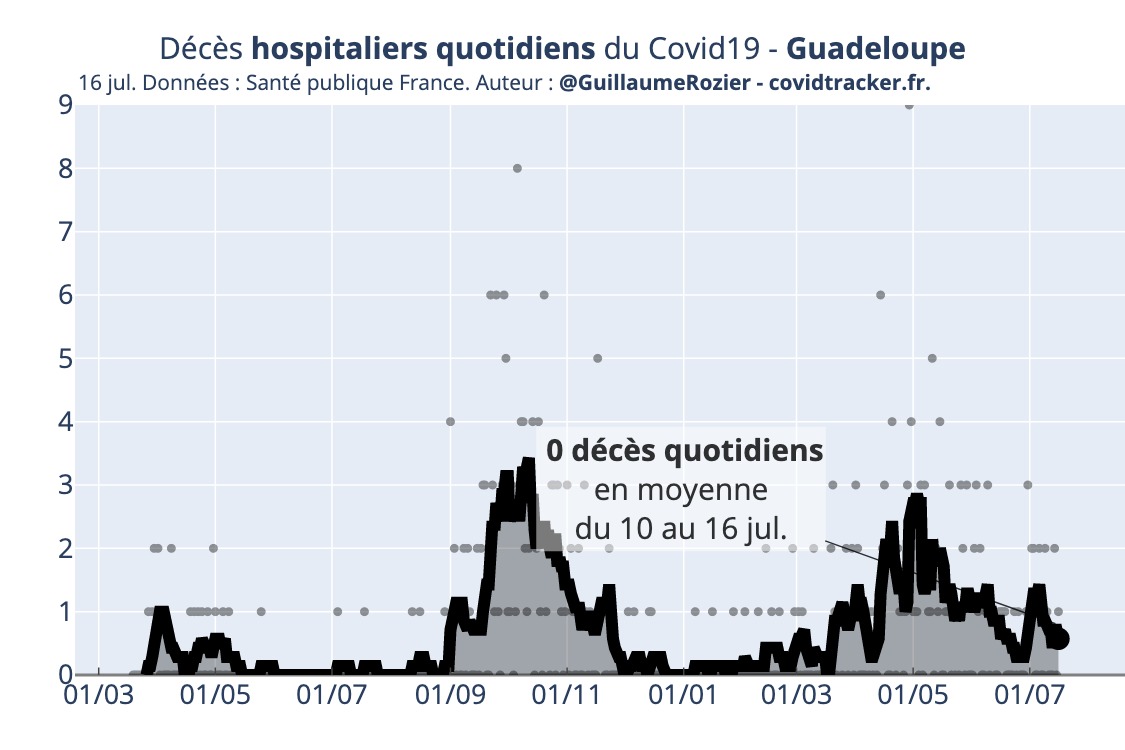 Décès hospitaliers quotidiens du Covid19 - Guadeloupe
16 jul. Données : Santé publique France. Auteur : @GuillaumeRozier - covidtracker.fr.
9
8
7
6
5
4
3
2
1
0
0 décès quotidiens
en moyenne
du 10 au 16 jul.
01/03 01/05 01/07 01/09 01/11 01/01 01/03 01/05 01/07